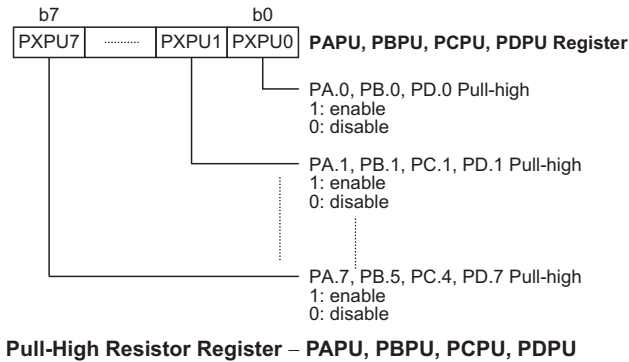 b7 b0
PXPU7 ........... PXPU1 PXPU0 PAPU, PBPU, PCPU, PDPU Register
PA.0, PB.0, PD.0 Pull-high
1: enable
0: disable
PA.1, PB.1, PC.1, PD.1 Pull-high
1: enable
0: disable
PA.7, PB.5, PC.4, PD.7 Pull-high
1: enable
0: disable
Pull-High Resistor Register – PAPU, PBPU, PCPU, PDPU